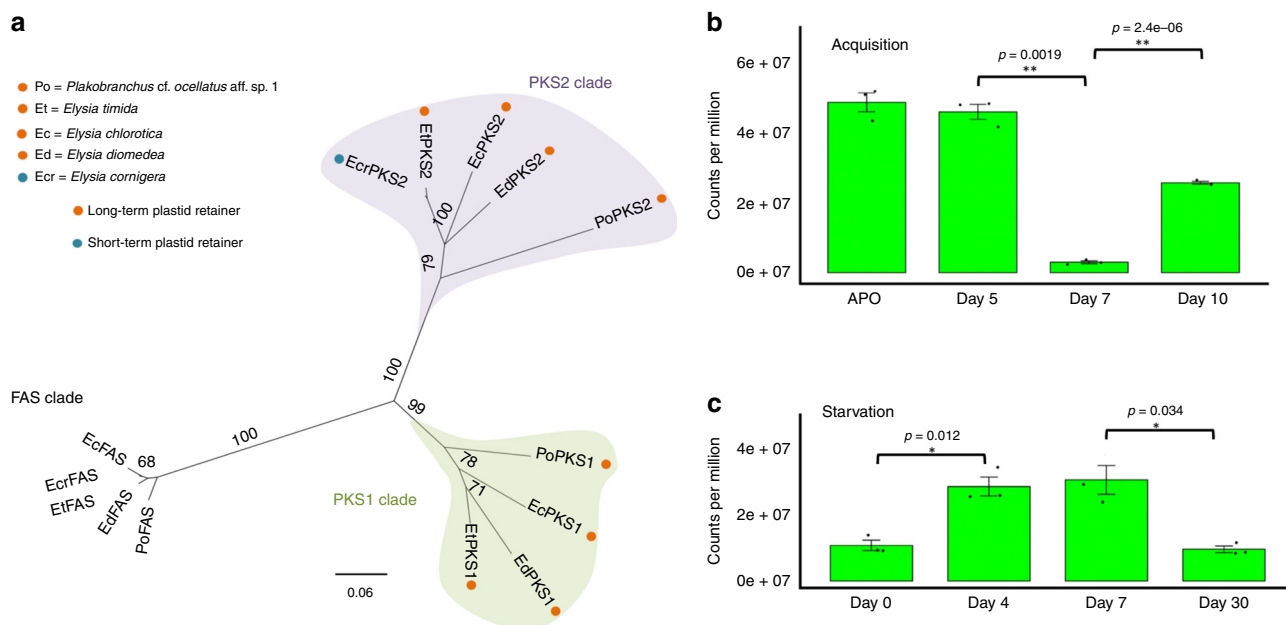 a
Po = Plakobranchus cf. ocellatus aff. sp. 1
Et = Elysia timida
Ec = Elysia chlorotica
Ed = Elysia diomedea
Ecr = Elysia cornigera
Long-term plastid retainer
Short-term plastid retainer
PKS2 clade
EcrPKS2
EtPKS2
EcPKS2
EdPKS2
PoPKS2
100
79
100
99
FAS clade
100
EcFAS
68
EcrFAS
EtFAS
EdFAS
PoFAS
PKS1 clade
78
71
PoPKS1
EcPKS1
EtPKS1
EdPKS1
0.06
b
Acquisition
p = 0.0019
**
p = 2.4e–06
**
Counts per million
6e + 07
4e + 07
2e + 07
0e + 07
APO
Day 5
Day 7
Day 10
c
Starvation
p = 0.012
*
p = 0.034
*
Counts per million
4e + 07
2e + 07
0e + 07
Day 0
Day 4
Day 7
Day 30